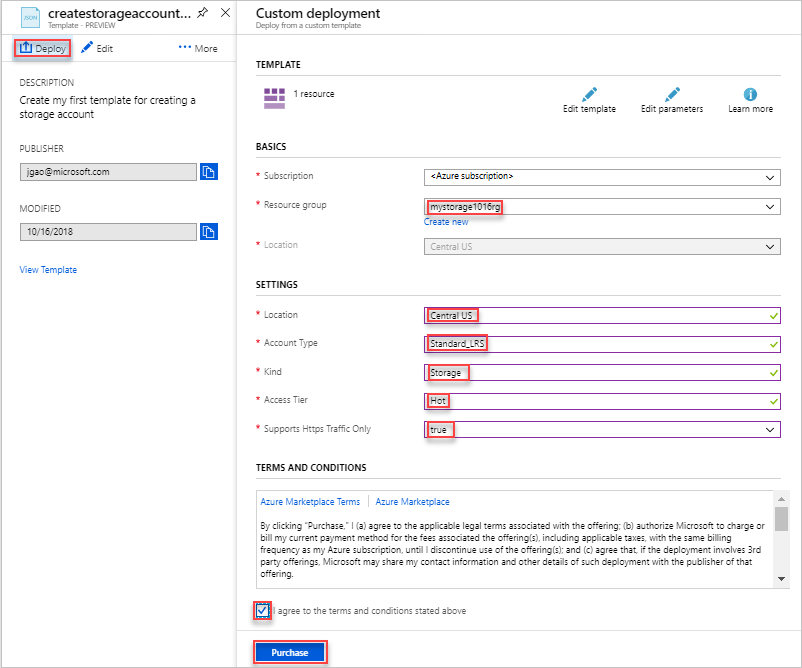 JSON
createstorageaccount...
Template - PREVIEW
Deploy
Edit
··· More
DESCRIPTION
Create my first template for creating a
storage account
PUBLISHER
jgao@microsoft.com
MODIFIED
10/16/2018
View Template
Custom deployment
Deploy from a custom template
TEMPLATE
1 resource
Edit template
Edit parameters
Learn more
BASICS
* Subscription
<Azure subscription>
* Resource group
mystorage1016rg
Create new
* Location
Central US
SETTINGS
* Location
Central US
* Account Type
Standard_LRS
* Kind
Storage
* Access Tier
Hot
* Supports Https Traffic Only
true
TERMS AND CONDITIONS
Azure Marketplace Terms | Azure Marketplace
By clicking "Purchase," I (a) agree to the applicable legal terms associated with the offering; (b) authorize Microsoft to charge or
bill my current payment method for the fees associated the offering(s), including applicable taxes, with the same billing
frequency as my Azure subscription, until I discontinue use of the offering(s); and (c) agree that, if the deployment involves 3rd
party offerings, Microsoft may share my contact information and other details of such deployment with the publisher of that
offering.
I agree to the terms and conditions stated above
Purchase